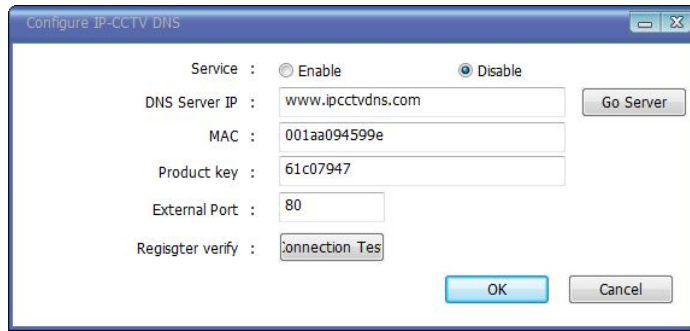 Configure IP-CCTV DNS
Service : Enable Disable
DNS Server IP : www.ipcctvdns.com Go Server
MAC : 001aa094599e
Product key : 61c07947
External Port : 80
Regisgter verify : Connection Tes
OK Cancel